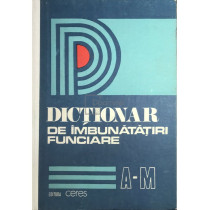 DICȚIONAR
DE ÎMBUNĂTĂȚIRI
FUNCIARE
A-M
EDITURA ceres